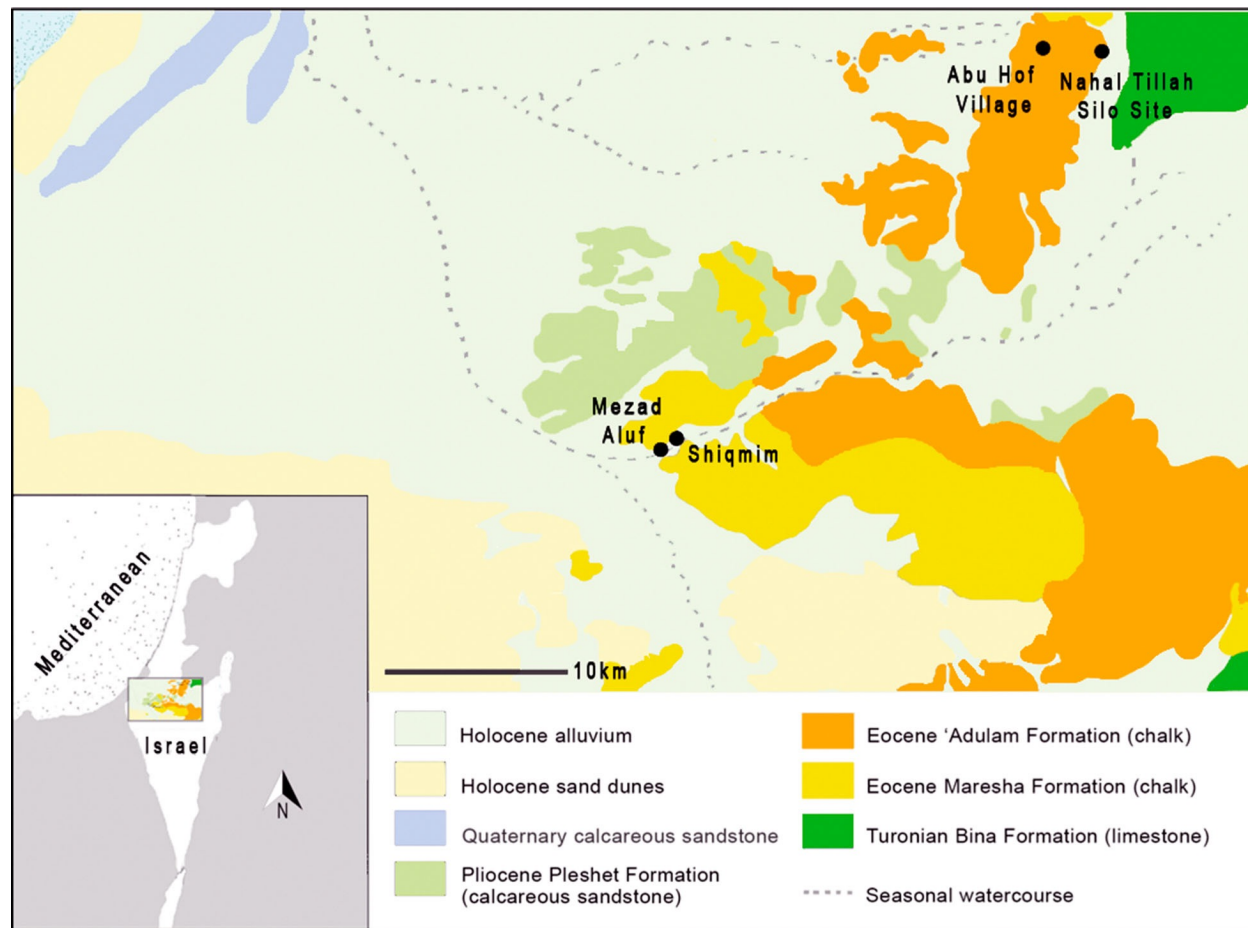 Abu Hof
Village
Nahal Tillah
Silo Site
Mezad
Aluf
Shiqmim
10km
Mediterranean
Israel
N
Holocene alluvium
Holocene sand dunes
Quaternary calcareous sandstone
Pliocene Pleshet Formation
(calcareous sandstone)
Eocene ‘Adulam Formation (chalk)
Eocene Maresha Formation (chalk)
Turonian Bina Formation (limestone)
Seasonal watercourse